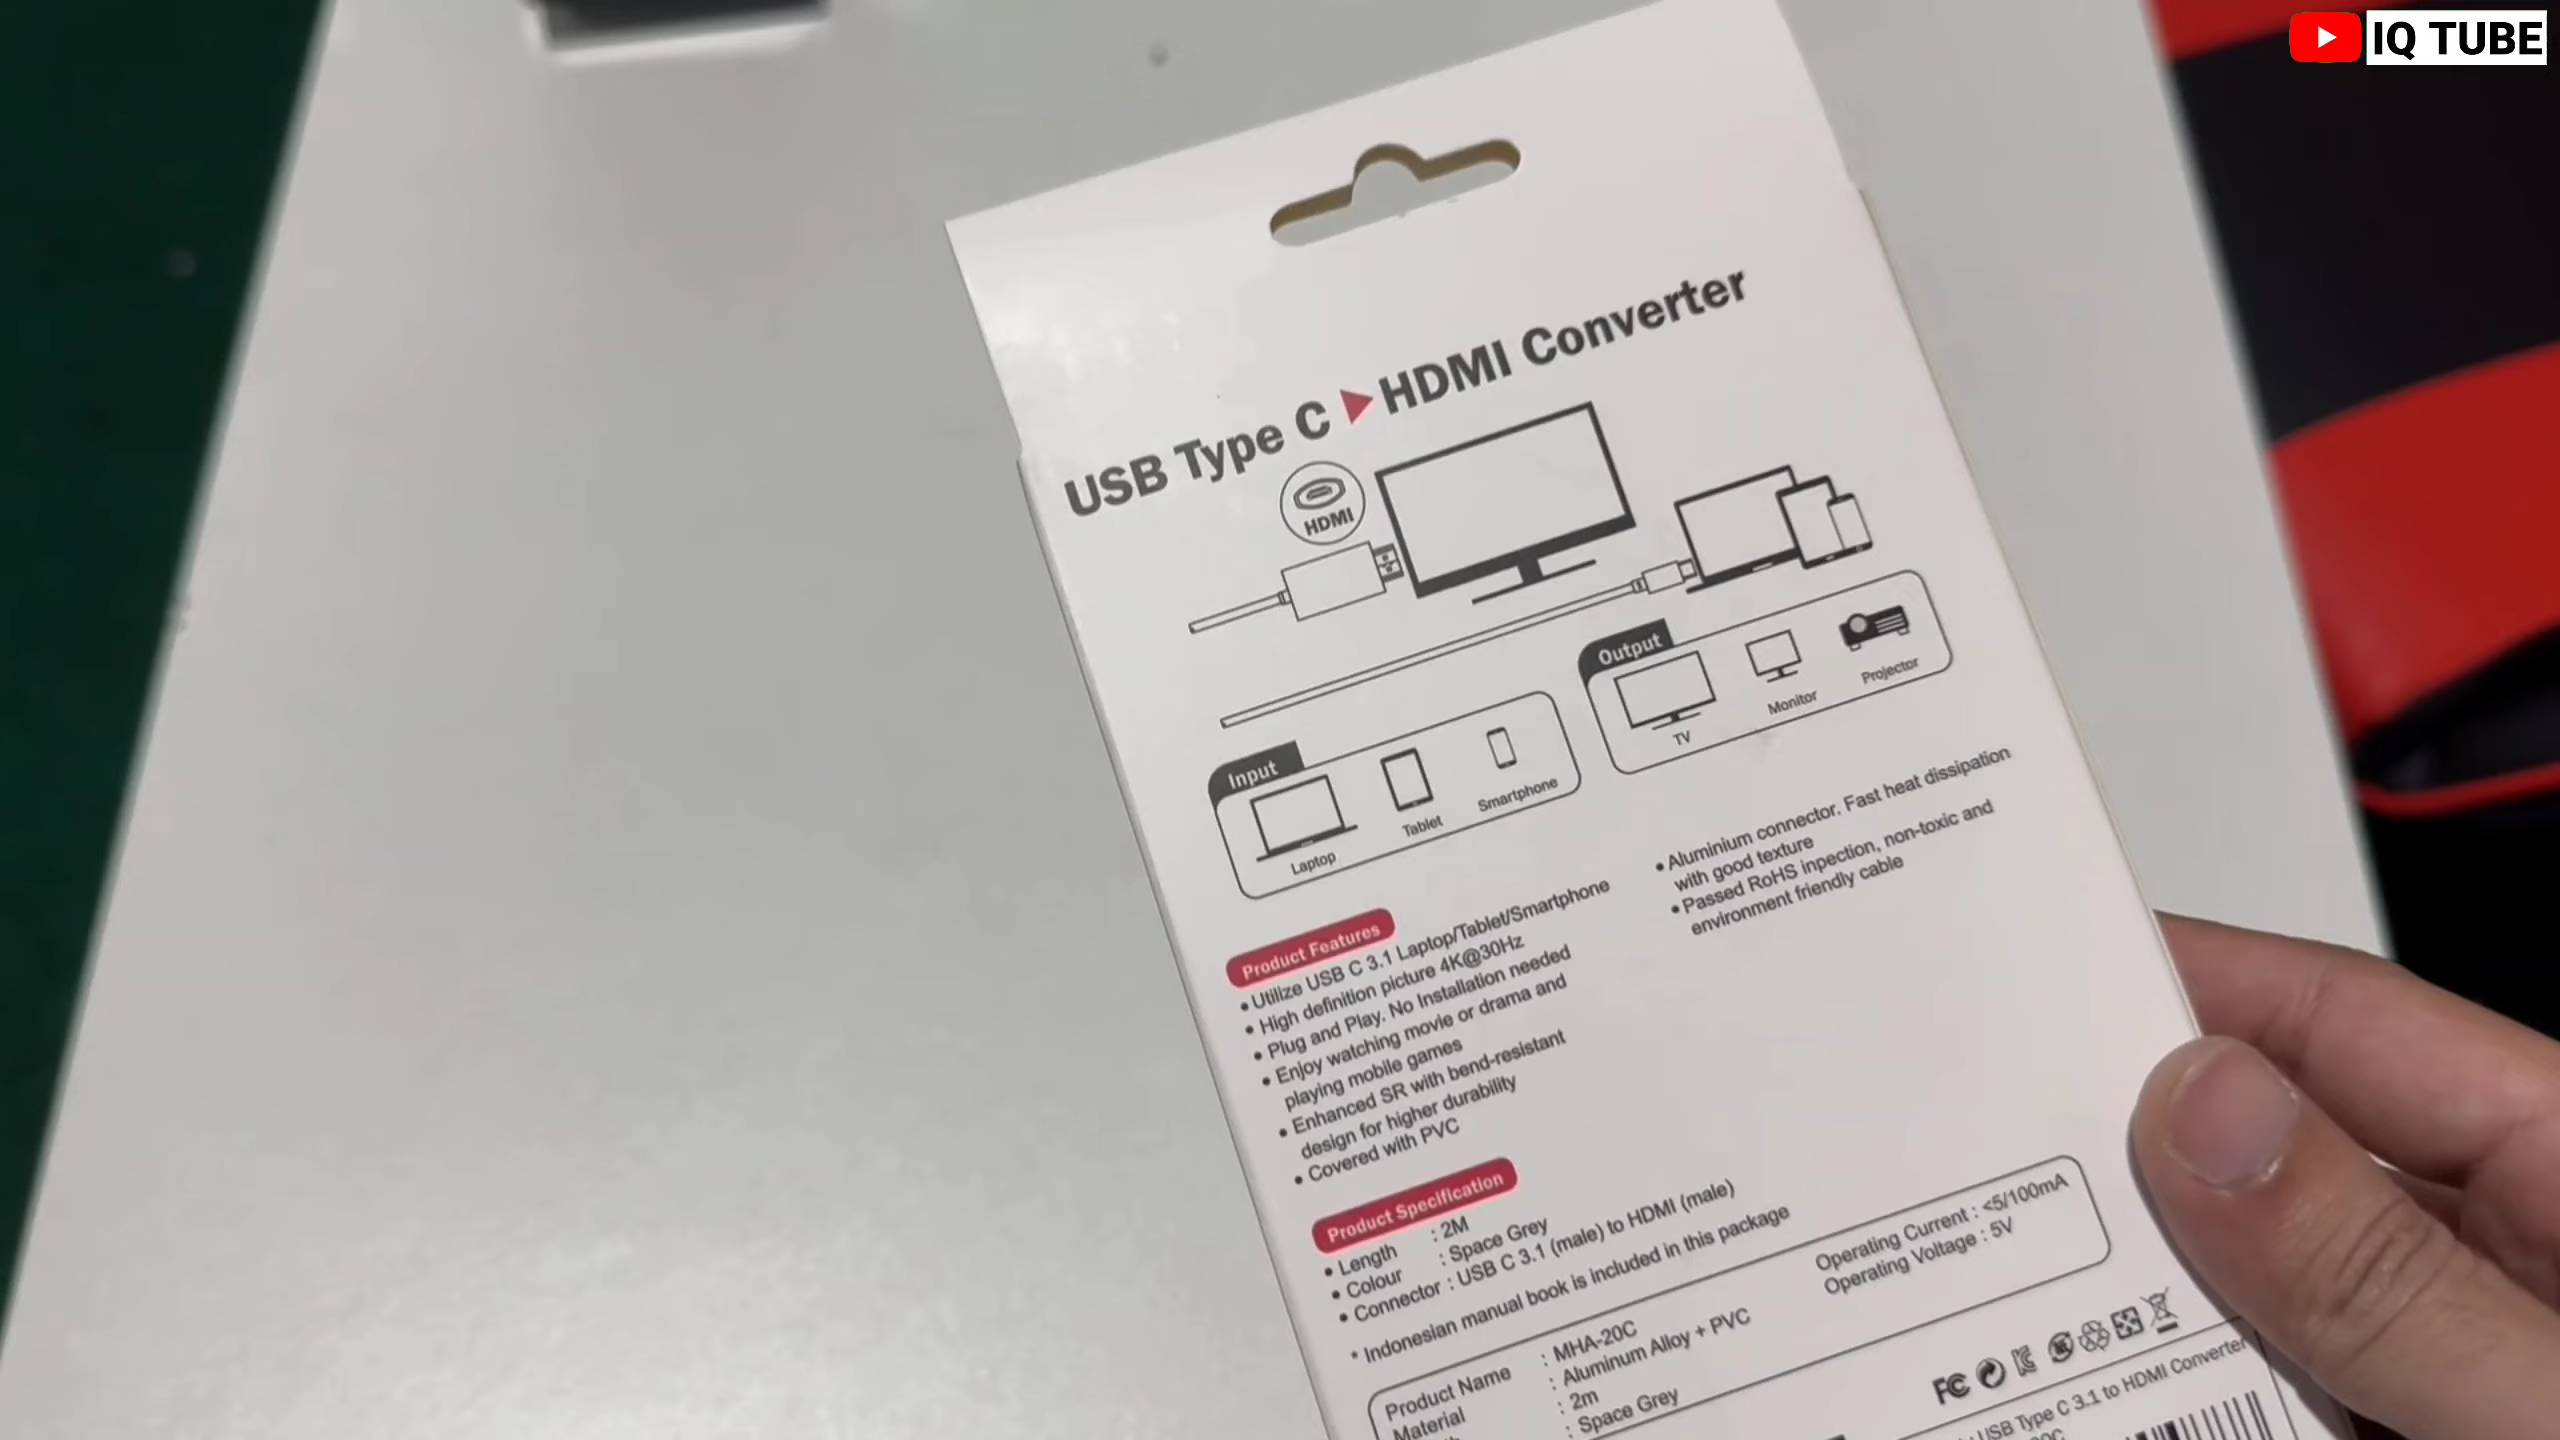 IQ TUBE
USB Type C ▶ HDMI Converter
HDMI
Output
TV
Monitor
Projector
Input
Laptop
Tablet
Smartphone
Product Features
• Utilize USB C 3.1 Laptop/Tablet/Smartphone
• High definition picture 4K@30Hz
• Plug and Play. No Installation needed
• Enjoy watching movie or drama and
playing mobile games
• Enhanced SR with bend-resistant
design for higher durability
• Covered with PVC
• Aluminium connector. Fast heat dissipation
with good texture
• Passed RoHS inpection, non-toxic and
environment friendly cable
Product Specification
• Length : 2M
• Colour : Space Grey
• Connector : USB C 3.1 (male) to HDMI (male)
* Indonesian manual book is included in this package
Product Name : MHA-20C
Material : Aluminum Alloy + PVC
: 2m
: Space Grey
Operating Current : <5/100mA
Operating Voltage : 5V
FC
: USB Type C 3.1 to HDMI Converter